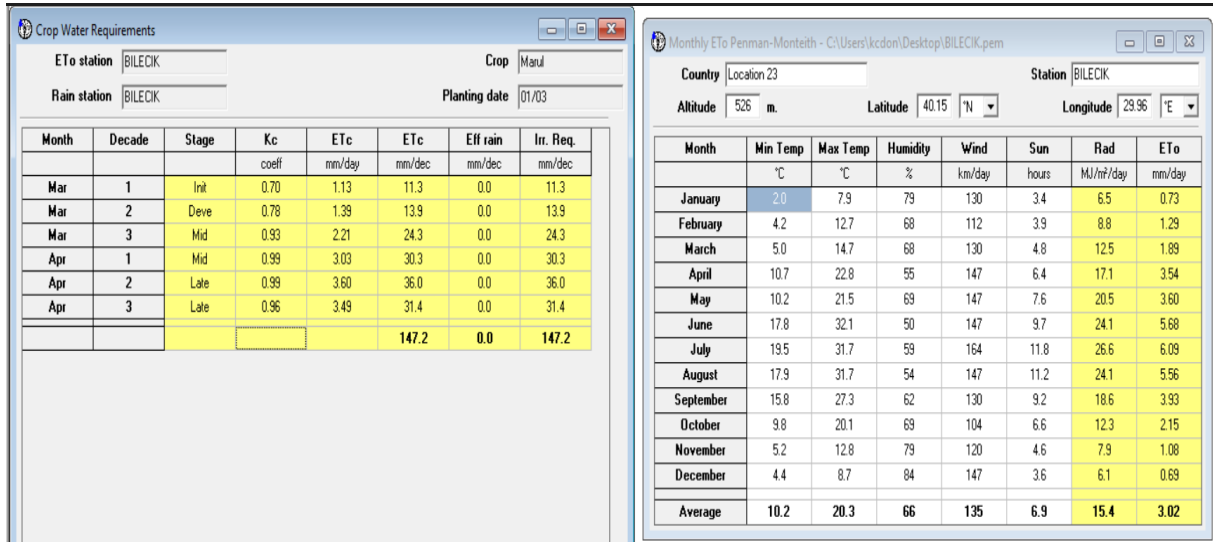 Crop Water Requirements
ETo station BILECIK Crop Marul
Rain station BILECIK Planting date 01/03
Month Decade Stage Kc ETc ETc Eff rain Irr. Req.
coeff mm/day mm/dec mm/dec mm/dec
Mar 1 Init 0.70 1.13 11.3 0.0 11.3
Mar 2 Deve 0.78 1.39 13.9 0.0 13.9
Mar 3 Mid 0.93 2.21 24.3 0.0 24.3
Apr 1 Mid 0.99 3.03 30.3 0.0 30.3
Apr 2 Late 0.99 3.60 36.0 0.0 36.0
Apr 3 Late 0.96 3.49 31.4 0.0 31.4
147.2 0.0 147.2
Monthly ETo Penman-Monteith - C:\Users\kcdon\Desktop\BILECIK.pem
Country Location 23 Station BILECIK
Altitude 526 m. Latitude 40.15 °N Longitude 29.96 °E
Month Min Temp Max Temp Humidity Wind Sun Rad ETo
°C °C % km/day hours MJ/m²/day mm/day
January 2.0 7.9 79 130 3.4 6.5 0.73
February 4.2 12.7 68 112 3.9 8.8 1.29
March 5.0 14.7 68 130 4.8 12.5 1.89
April 10.7 22.8 55 147 6.4 17.1 3.54
May 10.2 21.5 69 147 7.6 20.5 3.60
June 17.8 32.1 50 147 9.7 24.1 5.68
July 19.5 31.7 59 164 11.8 26.6 6.09
August 17.9 31.7 54 147 11.2 24.1 5.56
September 15.8 27.3 62 130 9.2 18.6 3.93
October 9.8 20.1 69 104 6.6 12.3 2.15
November 5.2 12.8 79 120 4.6 7.9 1.08
December 4.4 8.7 84 147 3.6 6.1 0.69
Average 10.2 20.3 66 135 6.9 15.4 3.02